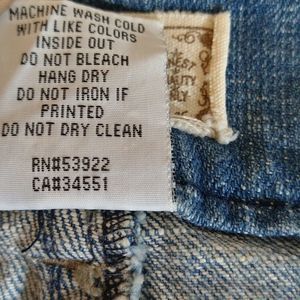 MACHINE WASH COLD
WITH LIKE COLORS
INSIDE OUT
DO NOT BLEACH
HANG DRY
DO NOT IRON IF
PRINTED
DO NOT DRY CLEAN
RN#53922
CA#34551